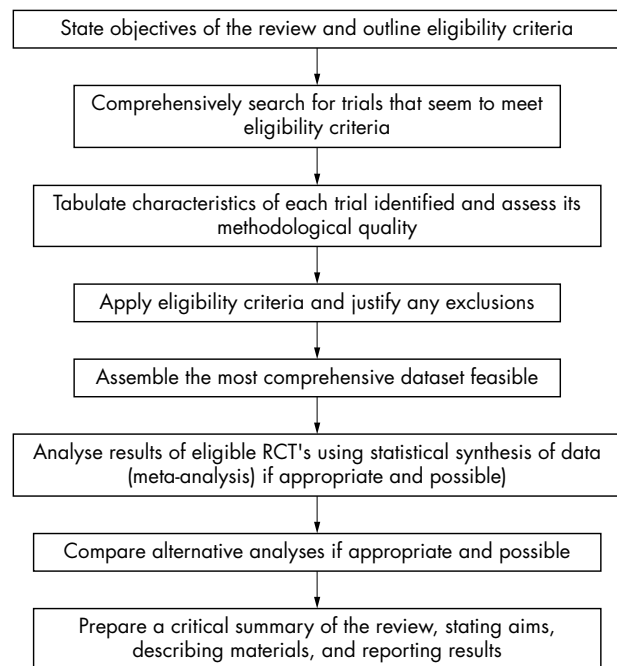 State objectives of the review and outline eligibility criteria
Comprehensively search for trials that seem to meet
eligibility criteria
Tabulate characteristics of each trial identified and assess its
methodological quality
Apply eligibility criteria and justify any exclusions
Assemble the most comprehensive dataset feasible
Analyse results of eligible RCT's using statistical synthesis of data
(meta-analysis) if appropriate and possible)
Compare alternative analyses if appropriate and possible
Prepare a critical summary of the review, stating aims,
describing materials, and reporting results